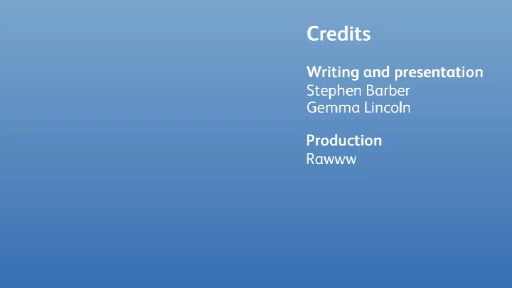 Credits
Writing and presentation
Stephen Barber
Gemma Lincoln
Production
Rawww